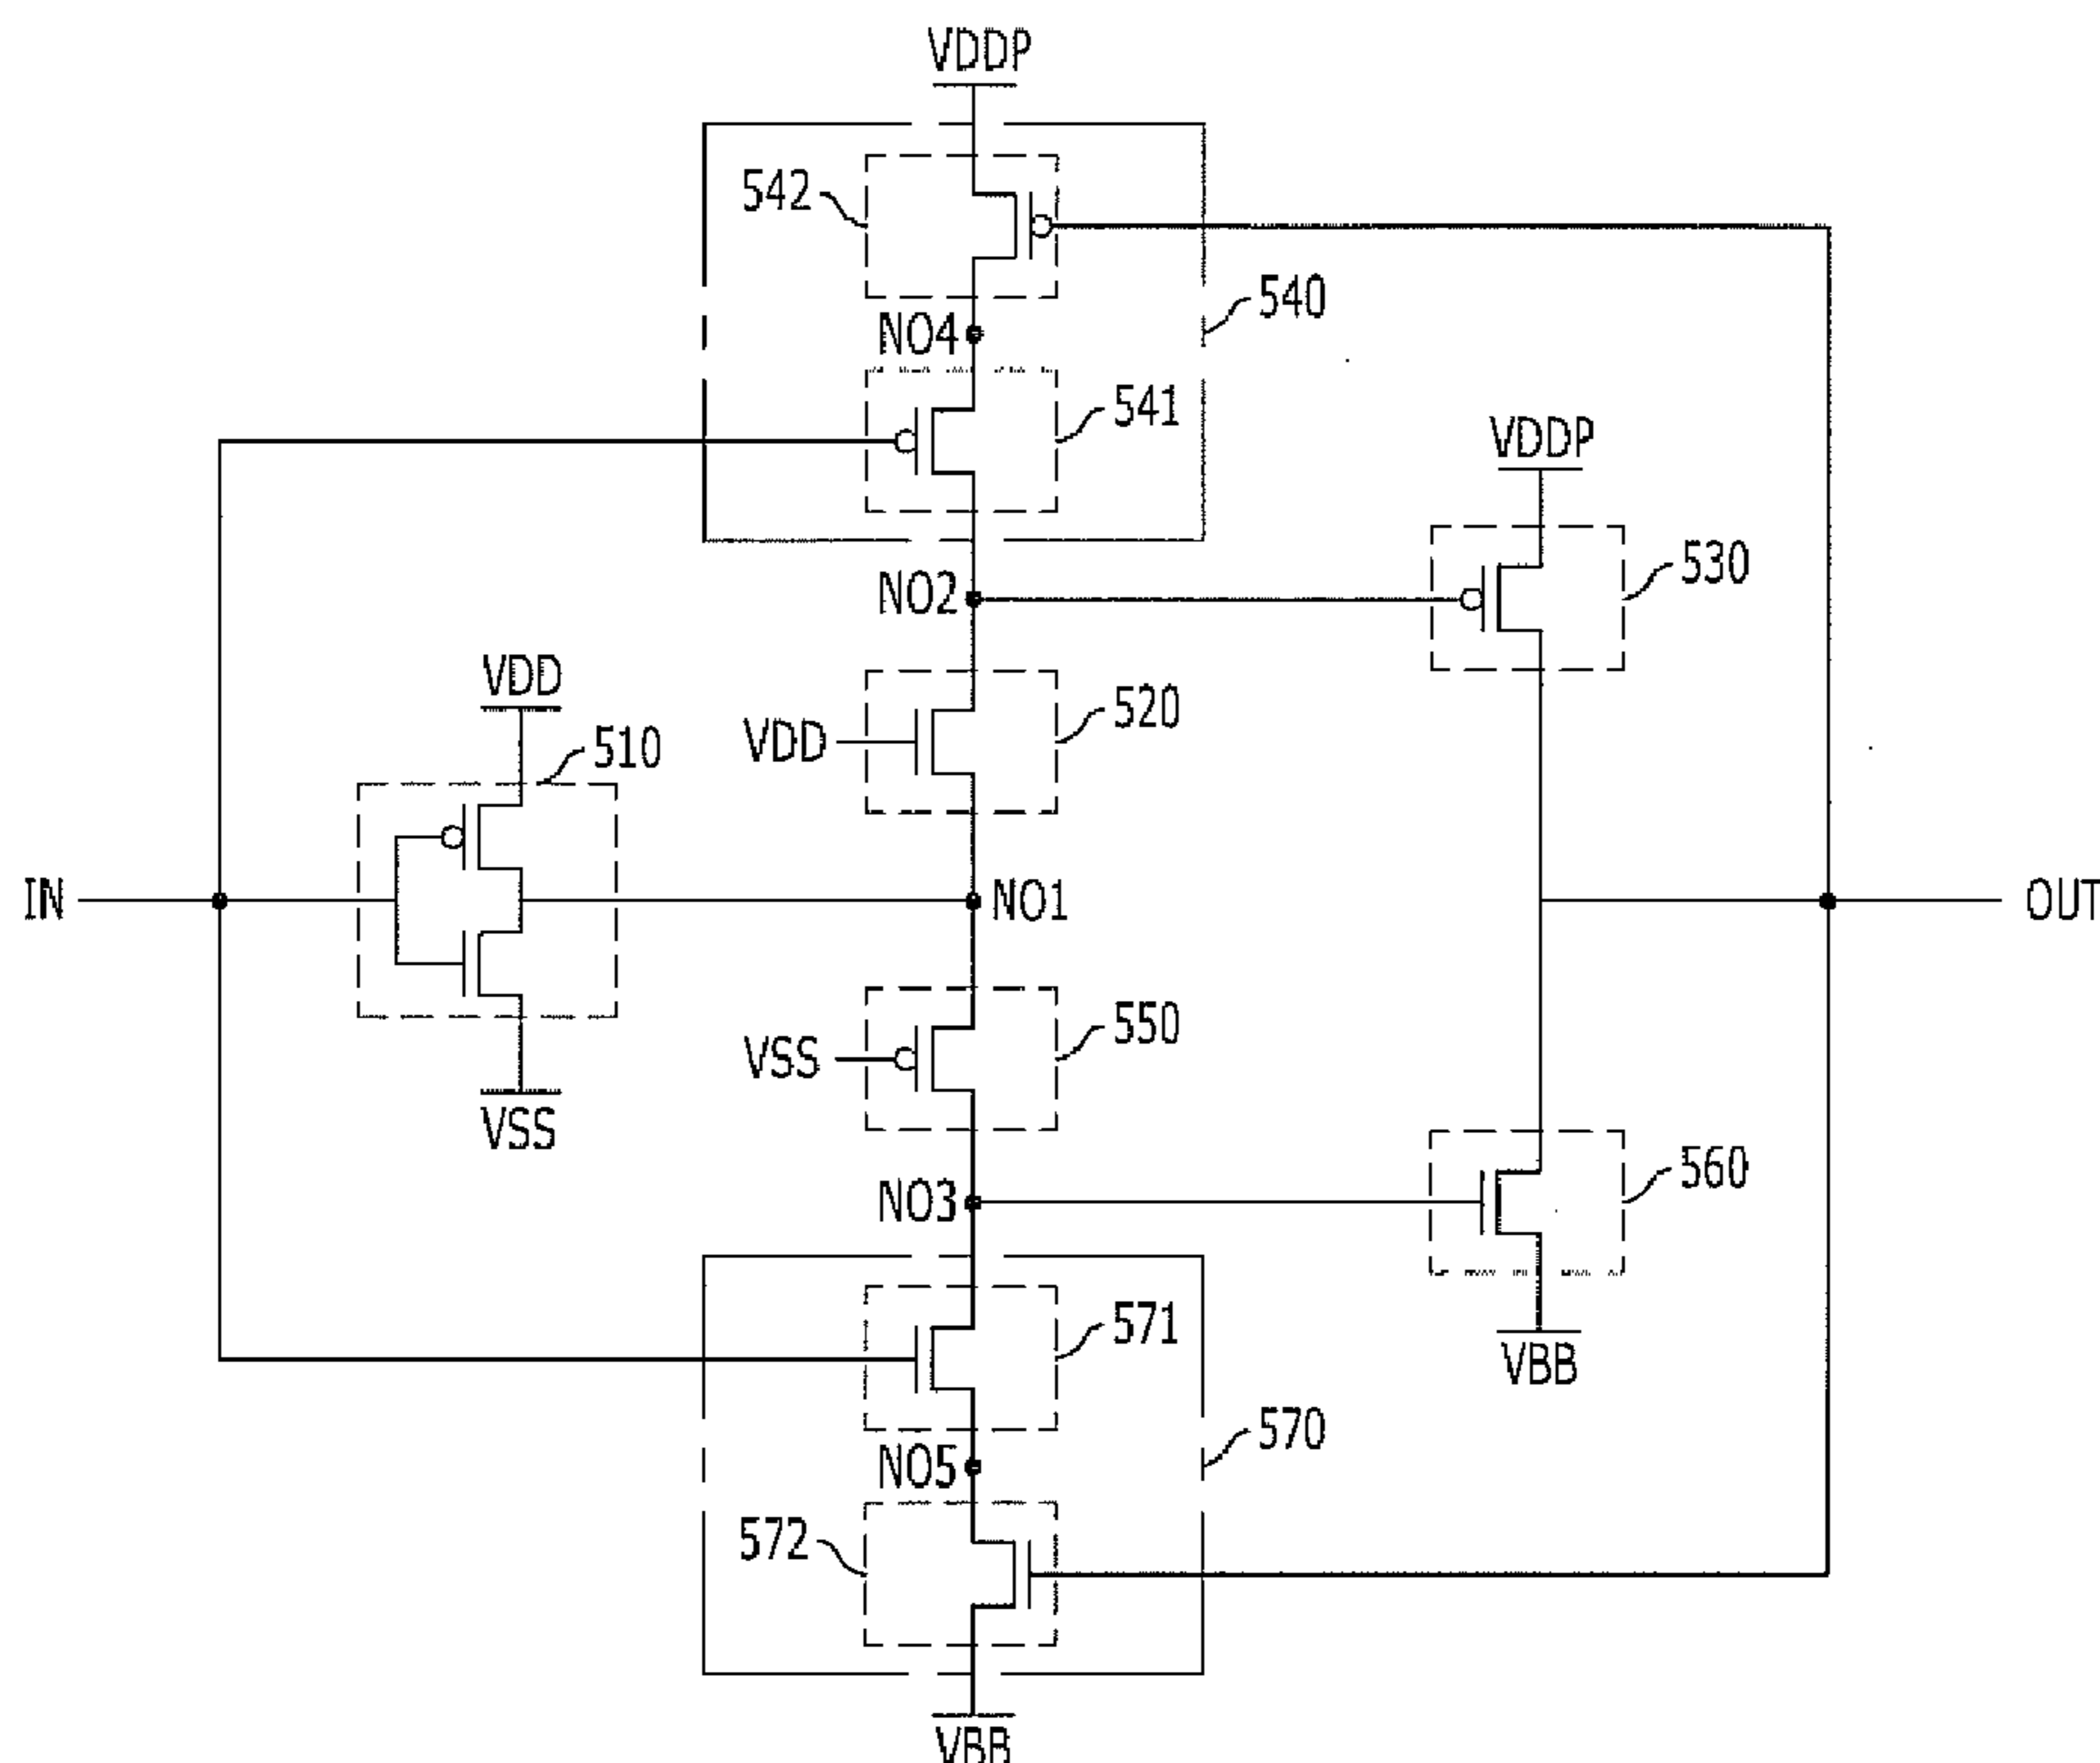 VDDP
542
540
NO4
541
VDDP
530
NO2
VDD
520
VDD
510
IN
NO1
OUT
550
VSS
VSS
560
NO3
571
VBB
570
NO5
572
VBB